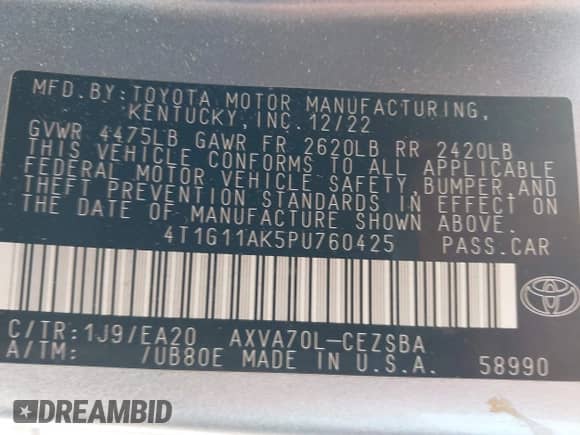 MFD.BY:TOYOTA MOTOR MANUFACTURING,
KENTUCKY,INC.12/22
GVWR 4475LB GAWR FR 2620LB RR 2420LB
THIS VEHICLE CONFORMS TO ALL APPLICABLE
FEDERAL MOTOR VEHICLE SAFETY,BUMPER,AND
THEFT PREVENTION STANDARDS IN EFFECT ON
THE DATE OF MANUFACTURE SHOWN ABOVE.
4T1G11AK5PU760425 PASS.CAR
TOYOTA
C/TR:1J9/EA20 AXVA70L-CEZSBA
A/TM: /UB80E MADE IN U.S.A. 58990
DREAMBID